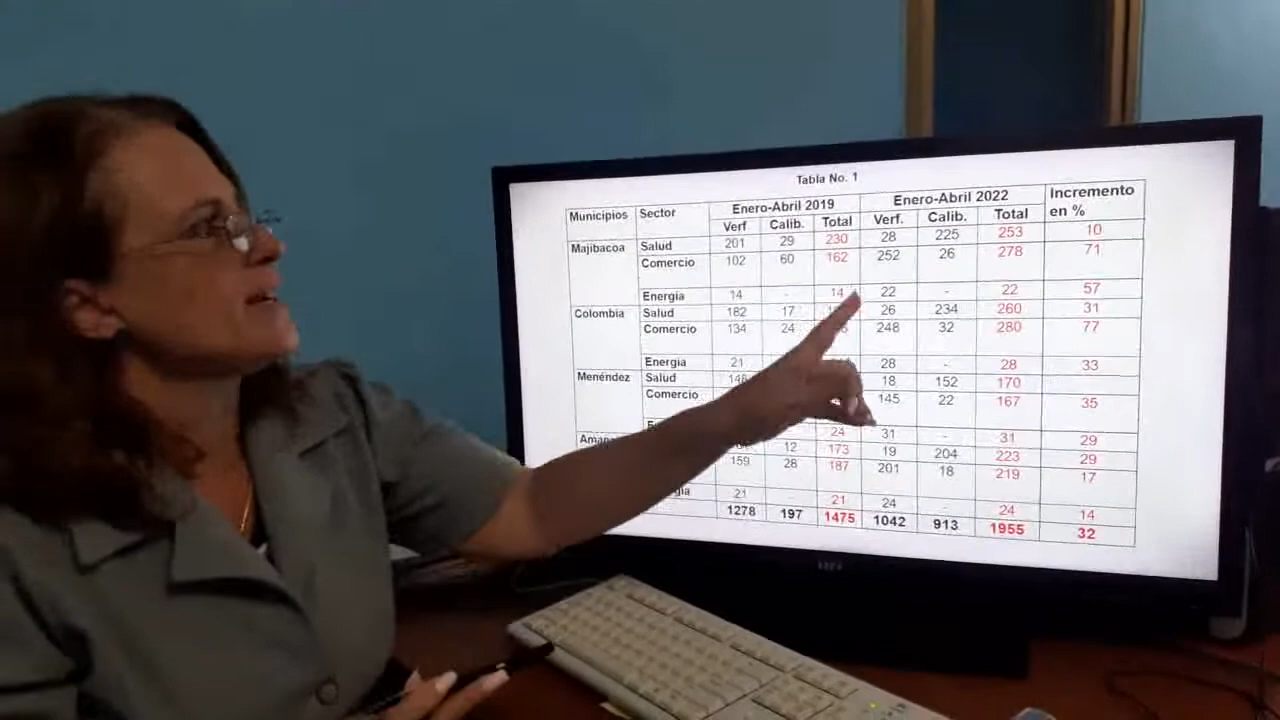 Tabla No. 1
Municipios Sector Enero-Abril 2019 Enero-Abril 2022 Incremento en %
Verf Calib. Total Verf. Calib. Total
Majibacoa Salud 201 29 230 28 225 253 10
Comercio 102 60 162 252 26 278 71
Energia 14 - 14 22 - 22 57
Colombia Salud 182 17 26 234 260 31
Comercio 134 24 248 32 280 77
Energia 21 28 - 28 33
Menéndez Salud 18 152 170
Comercio 145 22 167 35
24 31 - 31 29
12 173 19 204 223 29
159 28 187 201 18 219 17
21 - 21 24 - 24 14
1278 197 1475 1042 913 1955 32